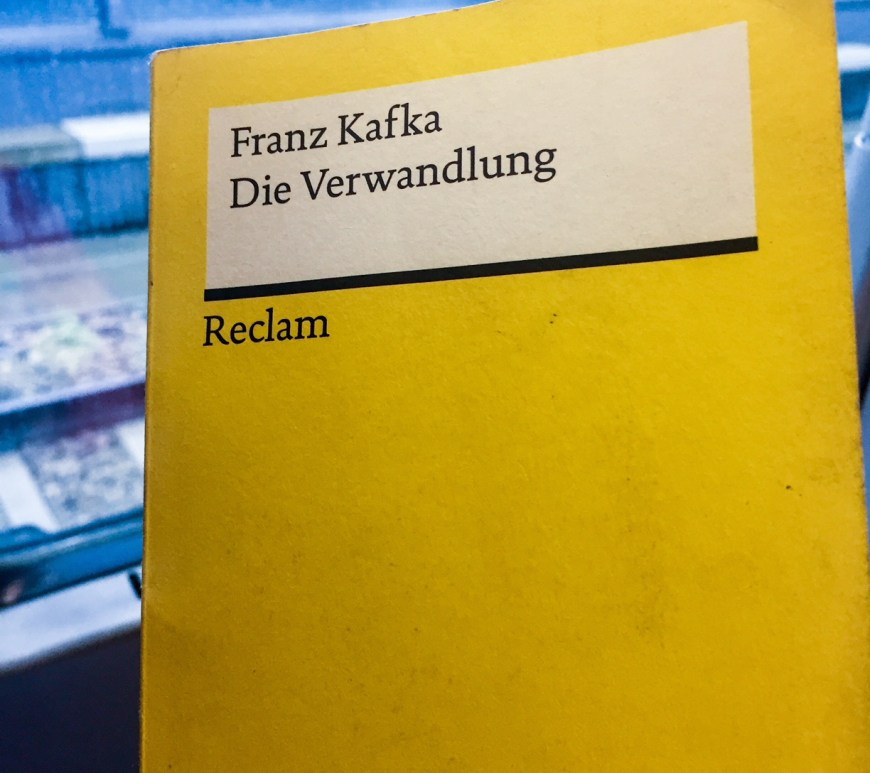 Franz Kafka
Die Verwandlung
Reclam